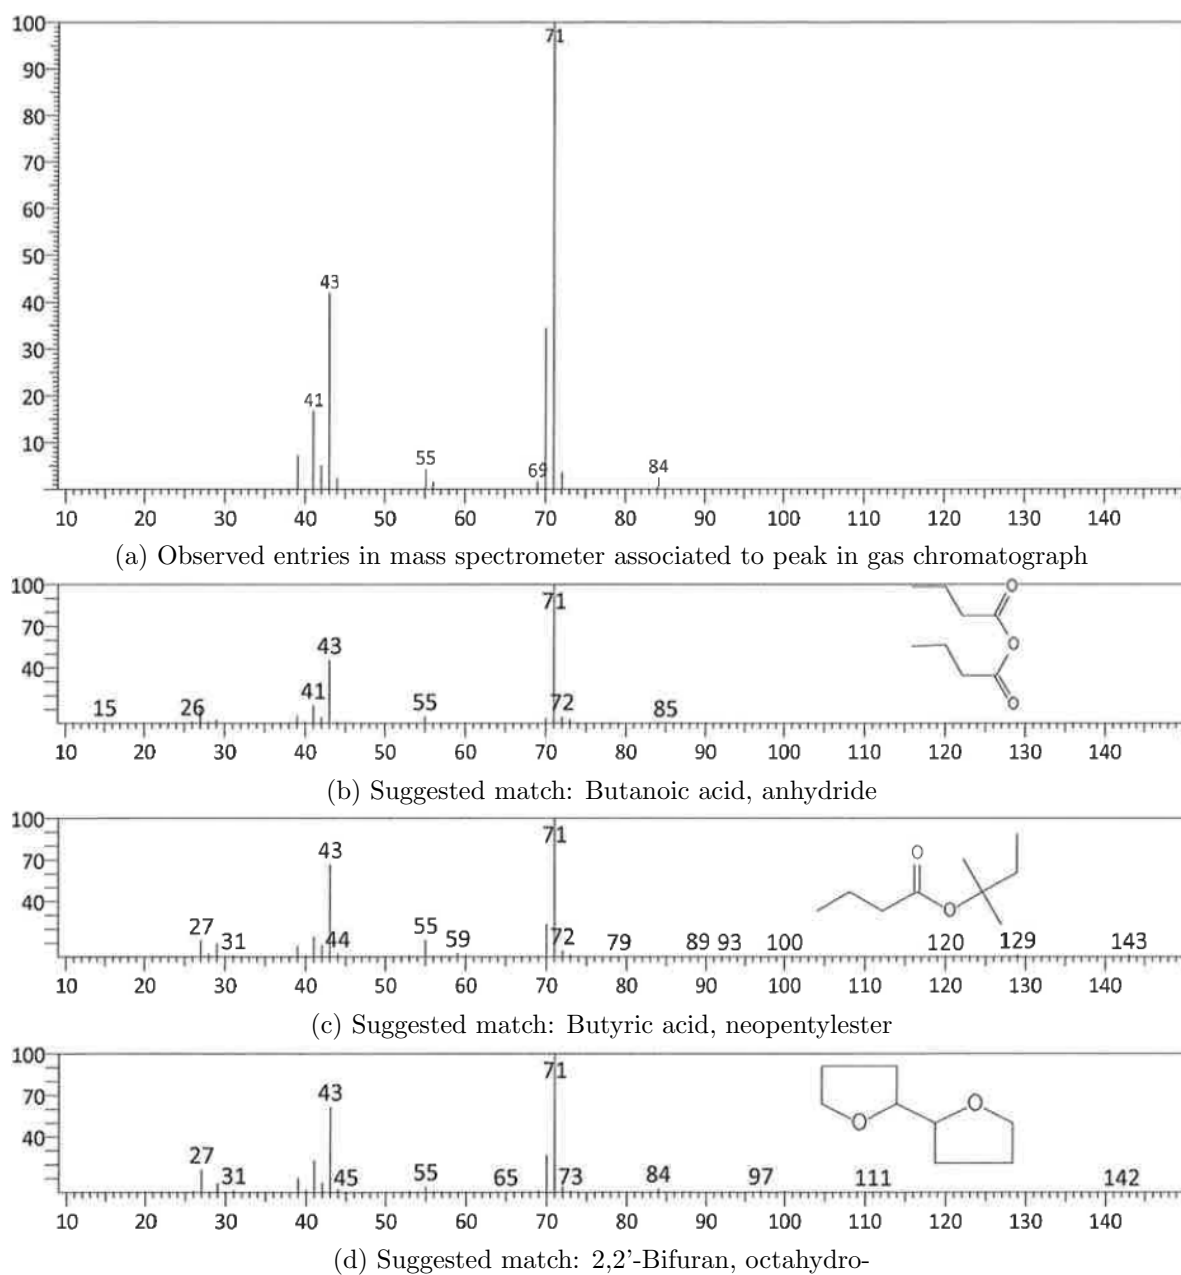 100
90
80
70
60
50
40
30
20
10
71
43
41
55
69
84
10 20 30 40 50 60 70 80 90 100 110 120 130 140
(a) Observed entries in mass spectrometer associated to peak in gas chromatograph
100
70
40
71
43
41
15 26 55 72 85
O
O
O
10 20 30 40 50 60 70 80 90 100 110 120 130 140
(b) Suggested match: Butanoic acid, anhydride
100
70
40
71
43
27 31 44 55 59 72 79 89 93 100 120 129 143
O
O
10 20 30 40 50 60 70 80 90 100 110 120 130 140
(c) Suggested match: Butyric acid, neopentylester
100
70
40
71
43
27 31 45 55 65 73 84 97 111 142
O
O
10 20 30 40 50 60 70 80 90 100 110 120 130 140
(d) Suggested match: 2,2'-Bifuran, octahydro-